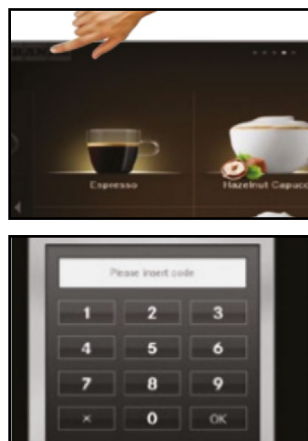 Espresso
Hazelnut Capucc
Please insert code
1 2 3
4 5 6
7 8 9
× 0 OK